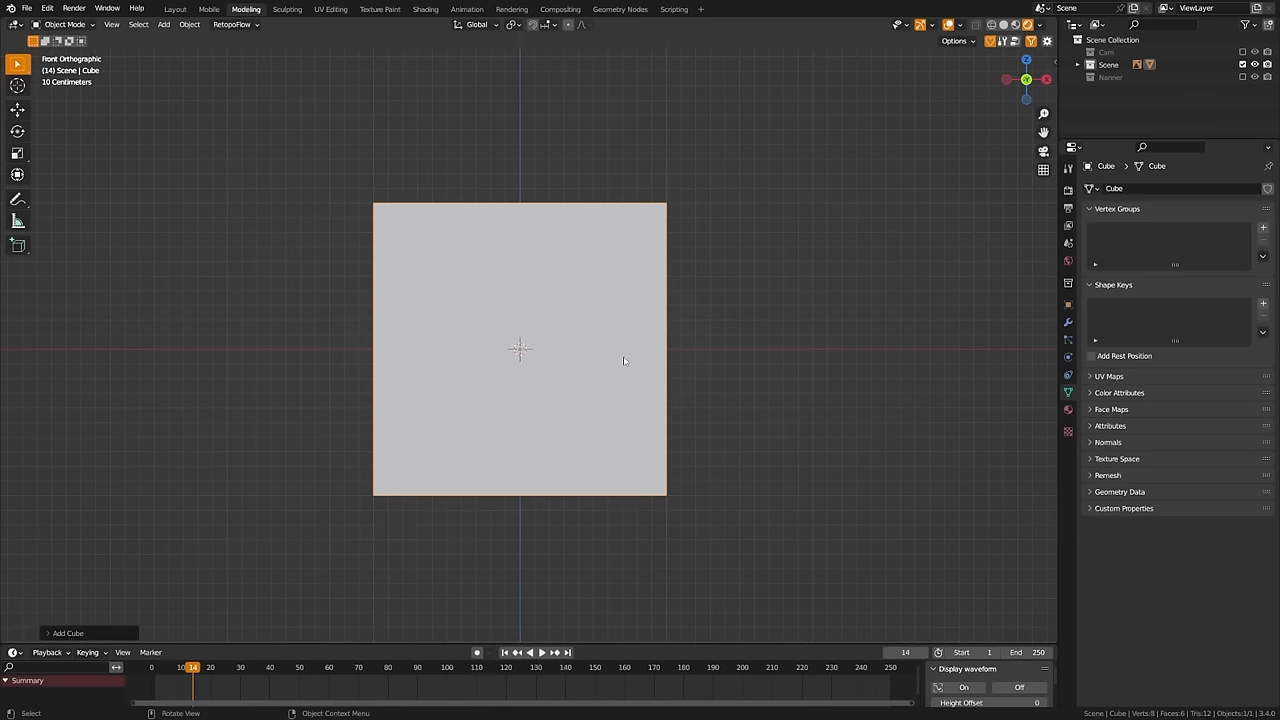 File Edit Render Window Help Layout Mobile Modeling Sculpting UV Editing Texture Paint Shading Animation Rendering Compositing Geometry Nodes Scripting + Scene ViewLayer
Object Mode View Select Add Object RetopoFlow Global
Options
Front Orthographic
(14) Scene | Cube
10 Centimeters
Z
Y
X
Scene Collection
Cam
Scene
Nanner
Cube Cube
Cube
Vertex Groups
Shape Keys
Add Rest Position
UV Maps
Color Attributes
Face Maps
Attributes
Normals
Texture Space
Remesh
Geometry Data
Custom Properties
Add Cube
Playback Keying View Marker 14 Start 1 End 250
0 10 14 20 30 40 50 60 70 80 90 100 110 120 130 140 150 160 170 180 190 200 210 220 230 240 250
Summary
Display waveform
On Off
Height Offset 0
Select Rotate View Object Context Menu Scene | Cube | Verts:8 | Faces:6 | Tris:12 | Objects:1/1 | 3.4.0